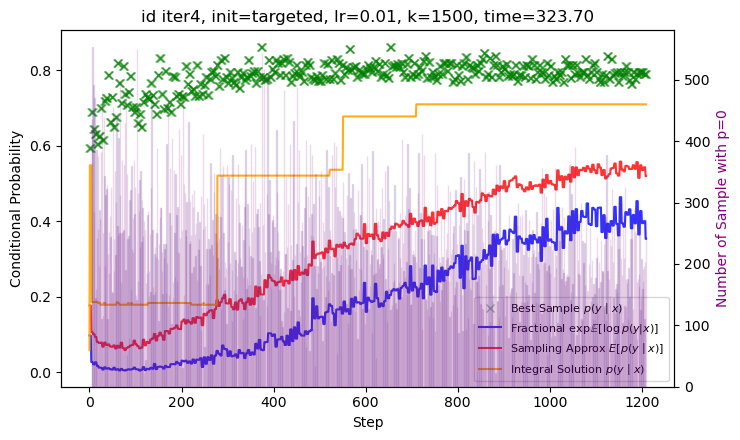 id iter4, init=targeted, lr=0.01, k=1500, time=323.70
Conditional Probability
0.8
0.6
0.4
0.2
0.0
500
400
300
200
100
0
Number of Sample with p=0
Best Sample p(y | x)
Fractional exp𝔼[log p(y|x)]
Sampling Approx E[p(y | x)]
Integral Solution p(y | x)
0 200 400 600 800 1000 1200
Step